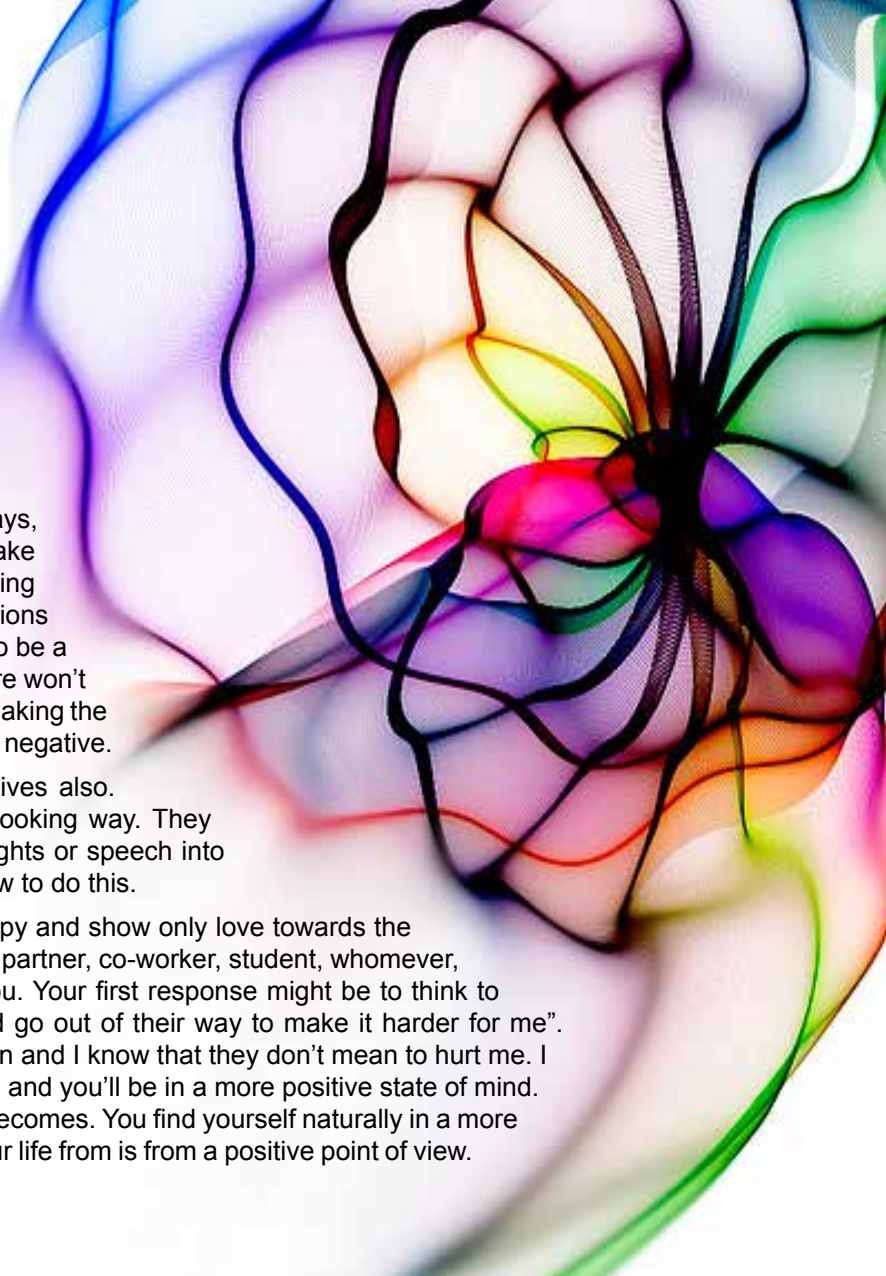 ays,
ake
ing
ions
o be a
re won't
aking the
negative.
ives also.
ooking way. They
ghts or speech into
w to do this.
py and show only love towards the
partner, co-worker, student, whomever,
ou. Your first response might be to think to
d go out of their way to make it harder for me”.
n and I know that they don't mean to hurt me. I
and you'll be in a more positive state of mind.
ecomes. You find yourself naturally in a more
ur life from is from a positive point of view.